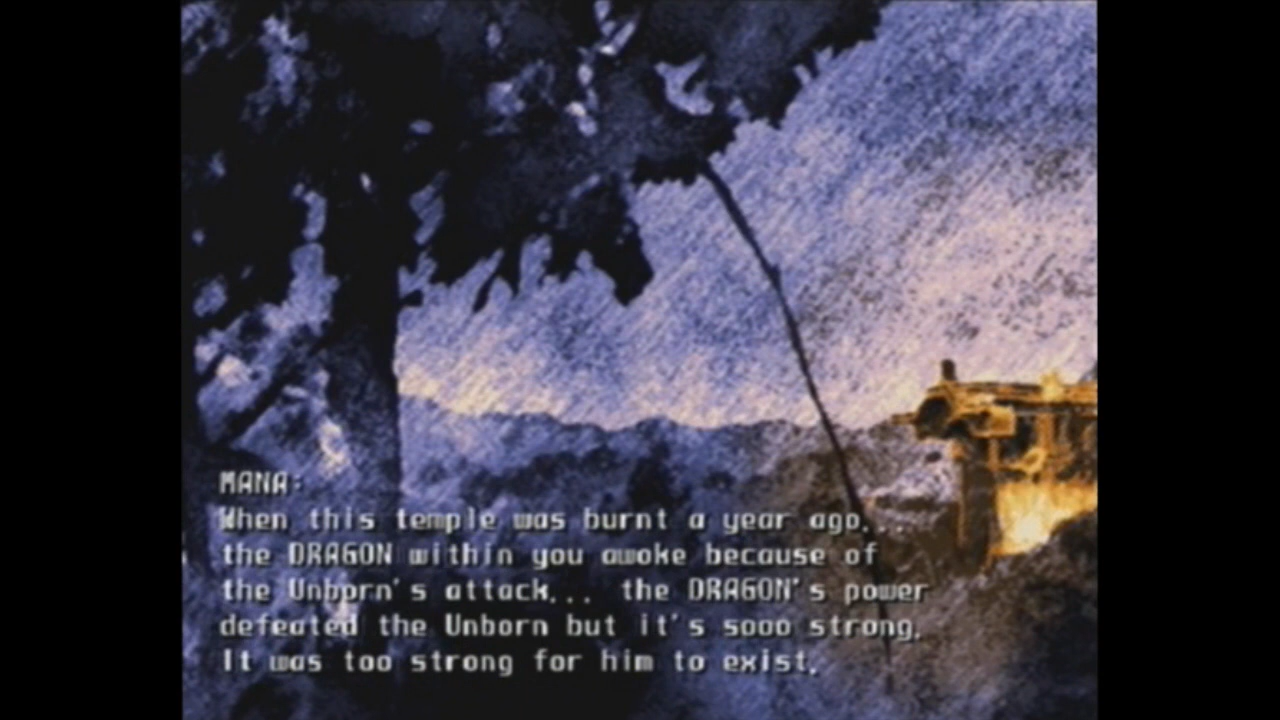 MANA:
When this temple was burnt a year ago...
the DRAGON within you awoke because of
the Unborn's attack... the DRAGON's power
defeated the Unborn but it's sooo strong.
It was too strong for him to exist.